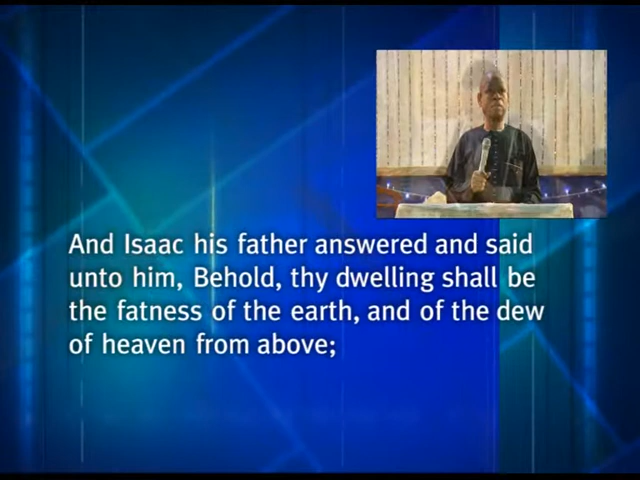 And Isaac his father answered and said
unto him, Behold, thy dwelling shall be
the fatness of the earth, and of the dew
of heaven from above;